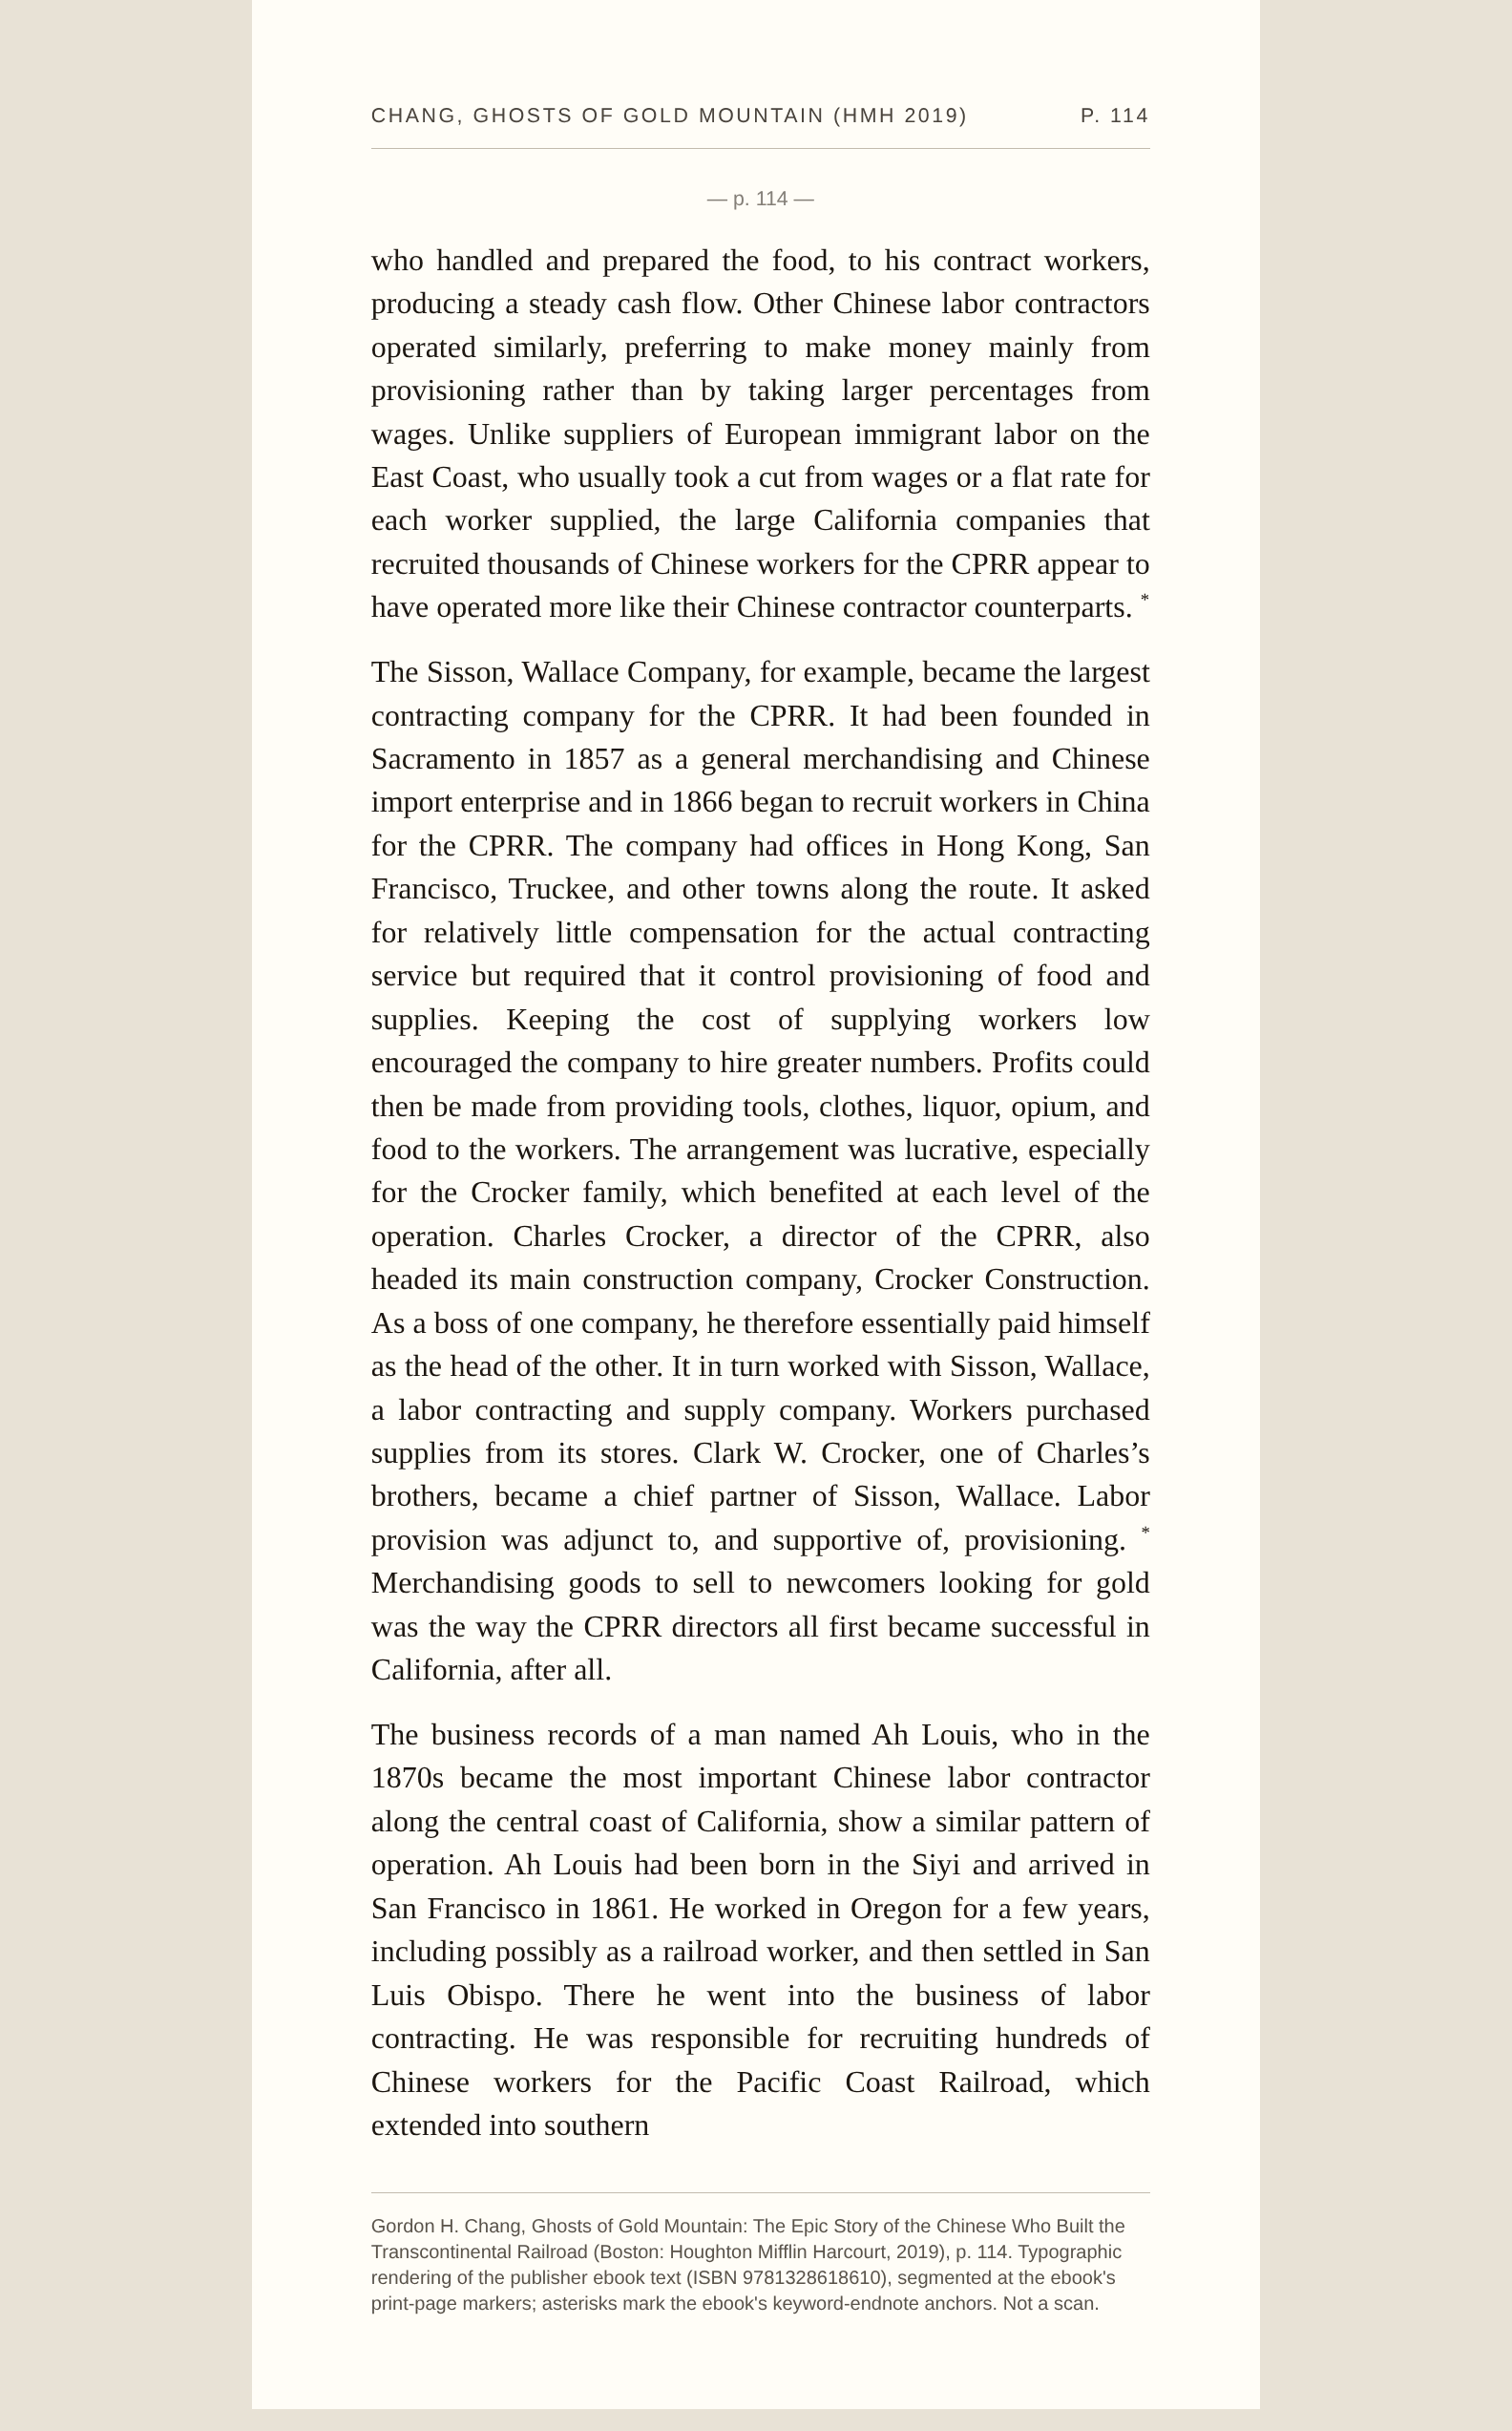 CHANG, GHOSTS OF GOLD MOUNTAIN (HMH 2019) P. 114
— p. 114 —
who handled and prepared the food, to his contract workers,
producing a steady cash flow. Other Chinese labor contractors
operated similarly, preferring to make money mainly from
provisioning rather than by taking larger percentages from
wages. Unlike suppliers of European immigrant labor on the
East Coast, who usually took a cut from wages or a flat rate for
each worker supplied, the large California companies that
recruited thousands of Chinese workers for the CPRR appear to
have operated more like their Chinese contractor counterparts. *
The Sisson, Wallace Company, for example, became the largest
contracting company for the CPRR. It had been founded in
Sacramento in 1857 as a general merchandising and Chinese
import enterprise and in 1866 began to recruit workers in China
for the CPRR. The company had offices in Hong Kong, San
Francisco, Truckee, and other towns along the route. It asked
for relatively little compensation for the actual contracting
service but required that it control provisioning of food and
supplies. Keeping the cost of supplying workers low
encouraged the company to hire greater numbers. Profits could
then be made from providing tools, clothes, liquor, opium, and
food to the workers. The arrangement was lucrative, especially
for the Crocker family, which benefited at each level of the
operation. Charles Crocker, a director of the CPRR, also
headed its main construction company, Crocker Construction.
As a boss of one company, he therefore essentially paid himself
as the head of the other. It in turn worked with Sisson, Wallace,
a labor contracting and supply company. Workers purchased
supplies from its stores. Clark W. Crocker, one of Charles’s
brothers, became a chief partner of Sisson, Wallace. Labor
provision was adjunct to, and supportive of, provisioning. *
Merchandising goods to sell to newcomers looking for gold
was the way the CPRR directors all first became successful in
California, after all.
The business records of a man named Ah Louis, who in the
1870s became the most important Chinese labor contractor
along the central coast of California, show a similar pattern of
operation. Ah Louis had been born in the Siyi and arrived in
San Francisco in 1861. He worked in Oregon for a few years,
including possibly as a railroad worker, and then settled in San
Luis Obispo. There he went into the business of labor
contracting. He was responsible for recruiting hundreds of
Chinese workers for the Pacific Coast Railroad, which
extended into southern
Gordon H. Chang, Ghosts of Gold Mountain: The Epic Story of the Chinese Who Built the
Transcontinental Railroad (Boston: Houghton Mifflin Harcourt, 2019), p. 114. Typographic
rendering of the publisher ebook text (ISBN 9781328618610), segmented at the ebook's
print-page markers; asterisks mark the ebook's keyword-endnote anchors. Not a scan.